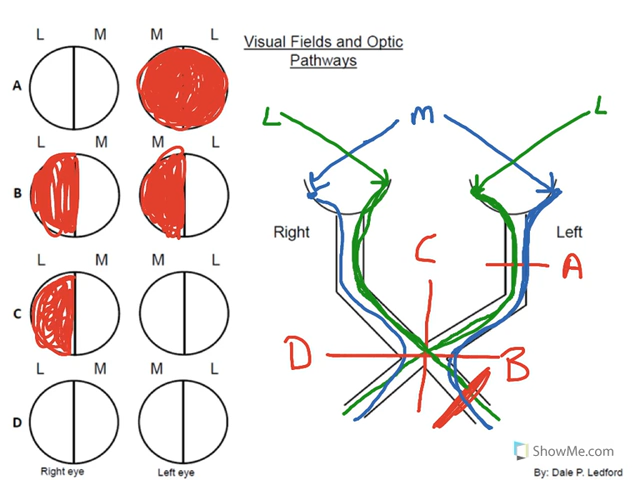 L M M L
Visual Fields and Optic
Pathways
A
L M L
L M M L
B
Right Left
C A
L M M L
C
D B
L M M L
D
ShowMe.com
Right eye Left eye
By: Dale P. Ledford